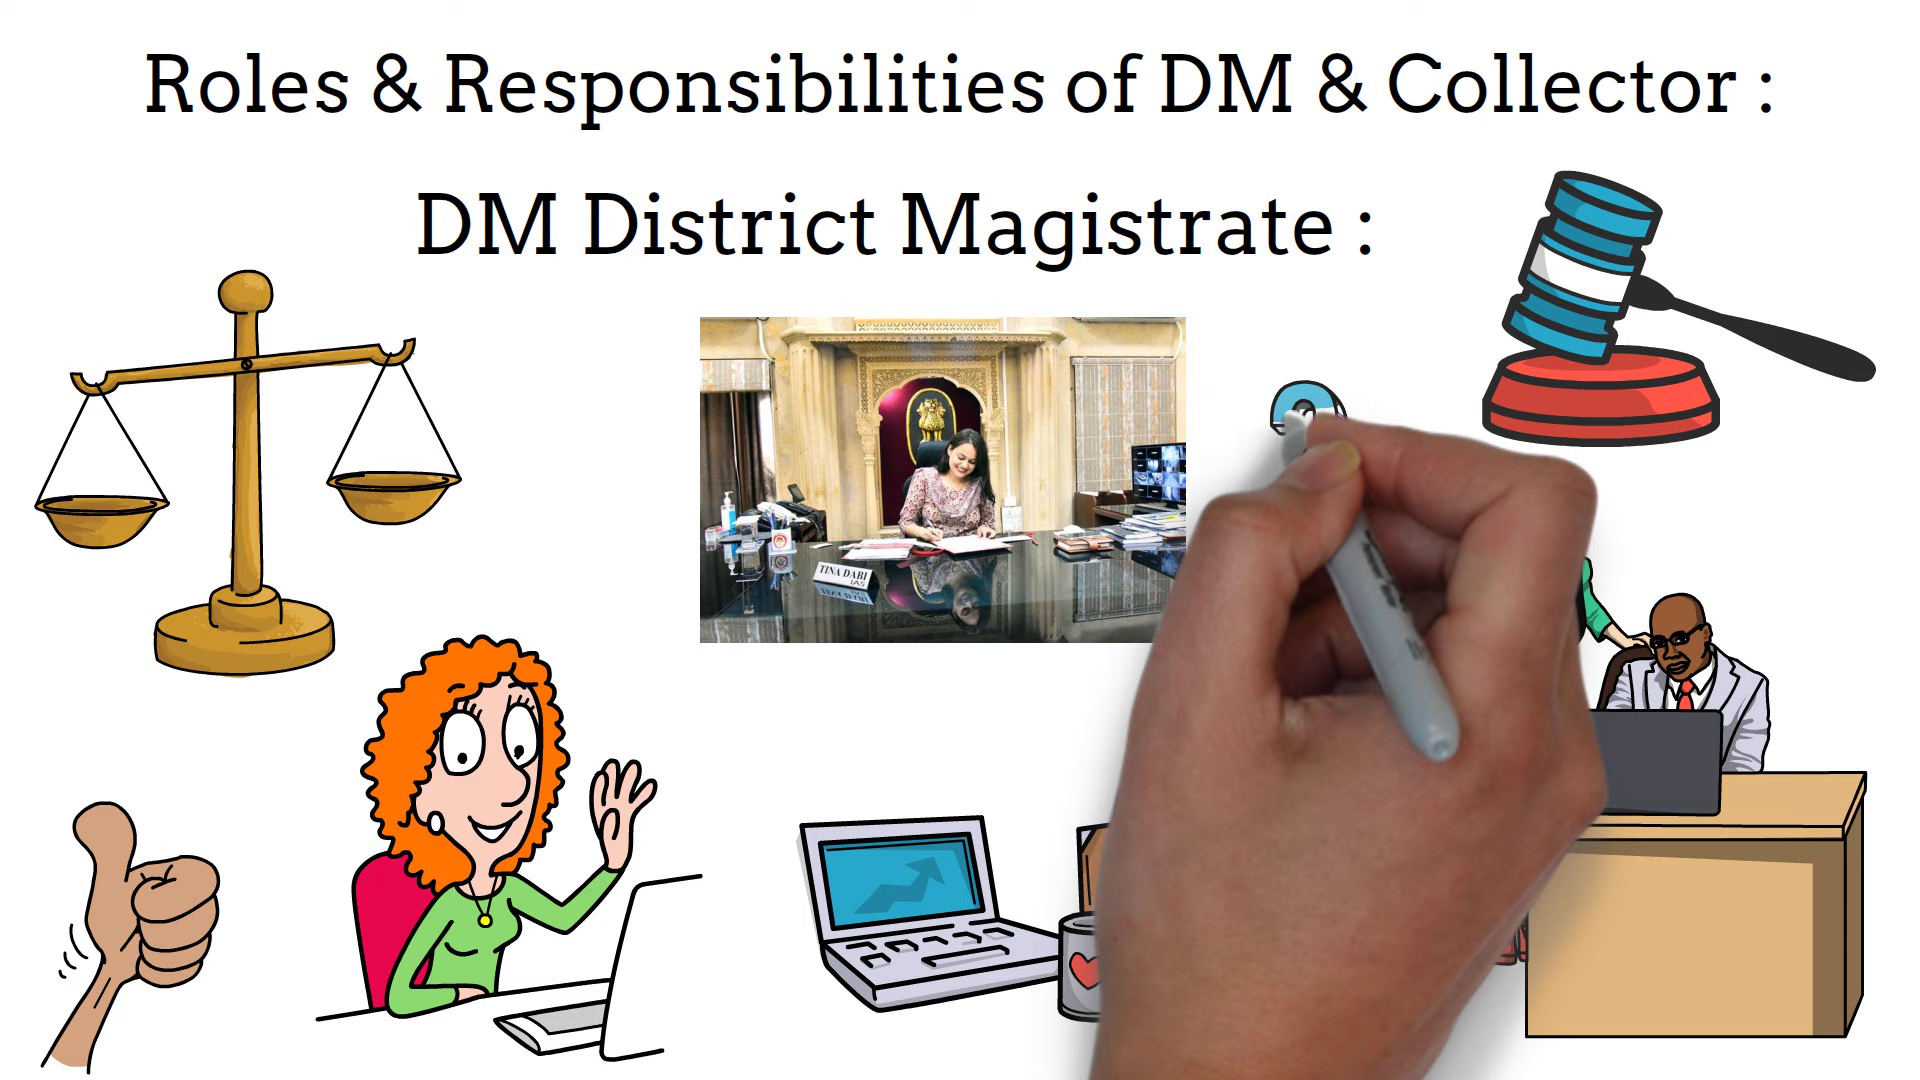 Roles & Responsibilities of DM & Collector :
DM District Magistrate :
TINA DABI
IAS